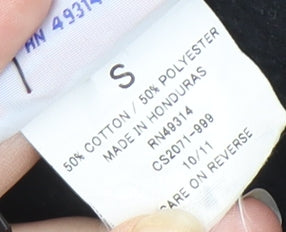 RN 49314
S
50% COTTON / 50% POLYESTER
MADE IN HONDURAS
RN49314
CS2071-999
10/11
CARE ON REVERSE